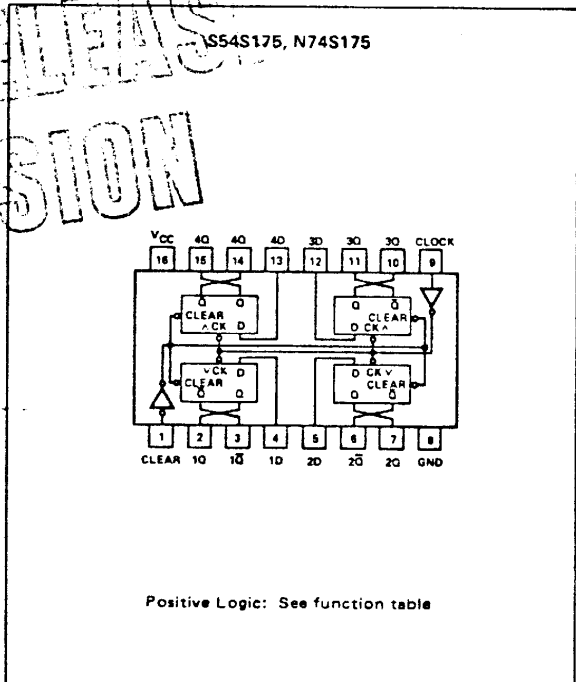 S54S175, N74S175
VCC 4Q 4Q 4D 3D 3Q 3Q CLOCK
16 15 14 13 12 11 10 9
Q̅ Q Q Q̅
CLEAR CLEAR
CK D D CK
CK D D CK
CLEAR CLEAR
Q̅ Q Q Q̅
1 2 3 4 5 6 7 8
CLEAR 1Q 1Q̅ 1D 2D 2Q̅ 2Q GND
Positive Logic: See function table